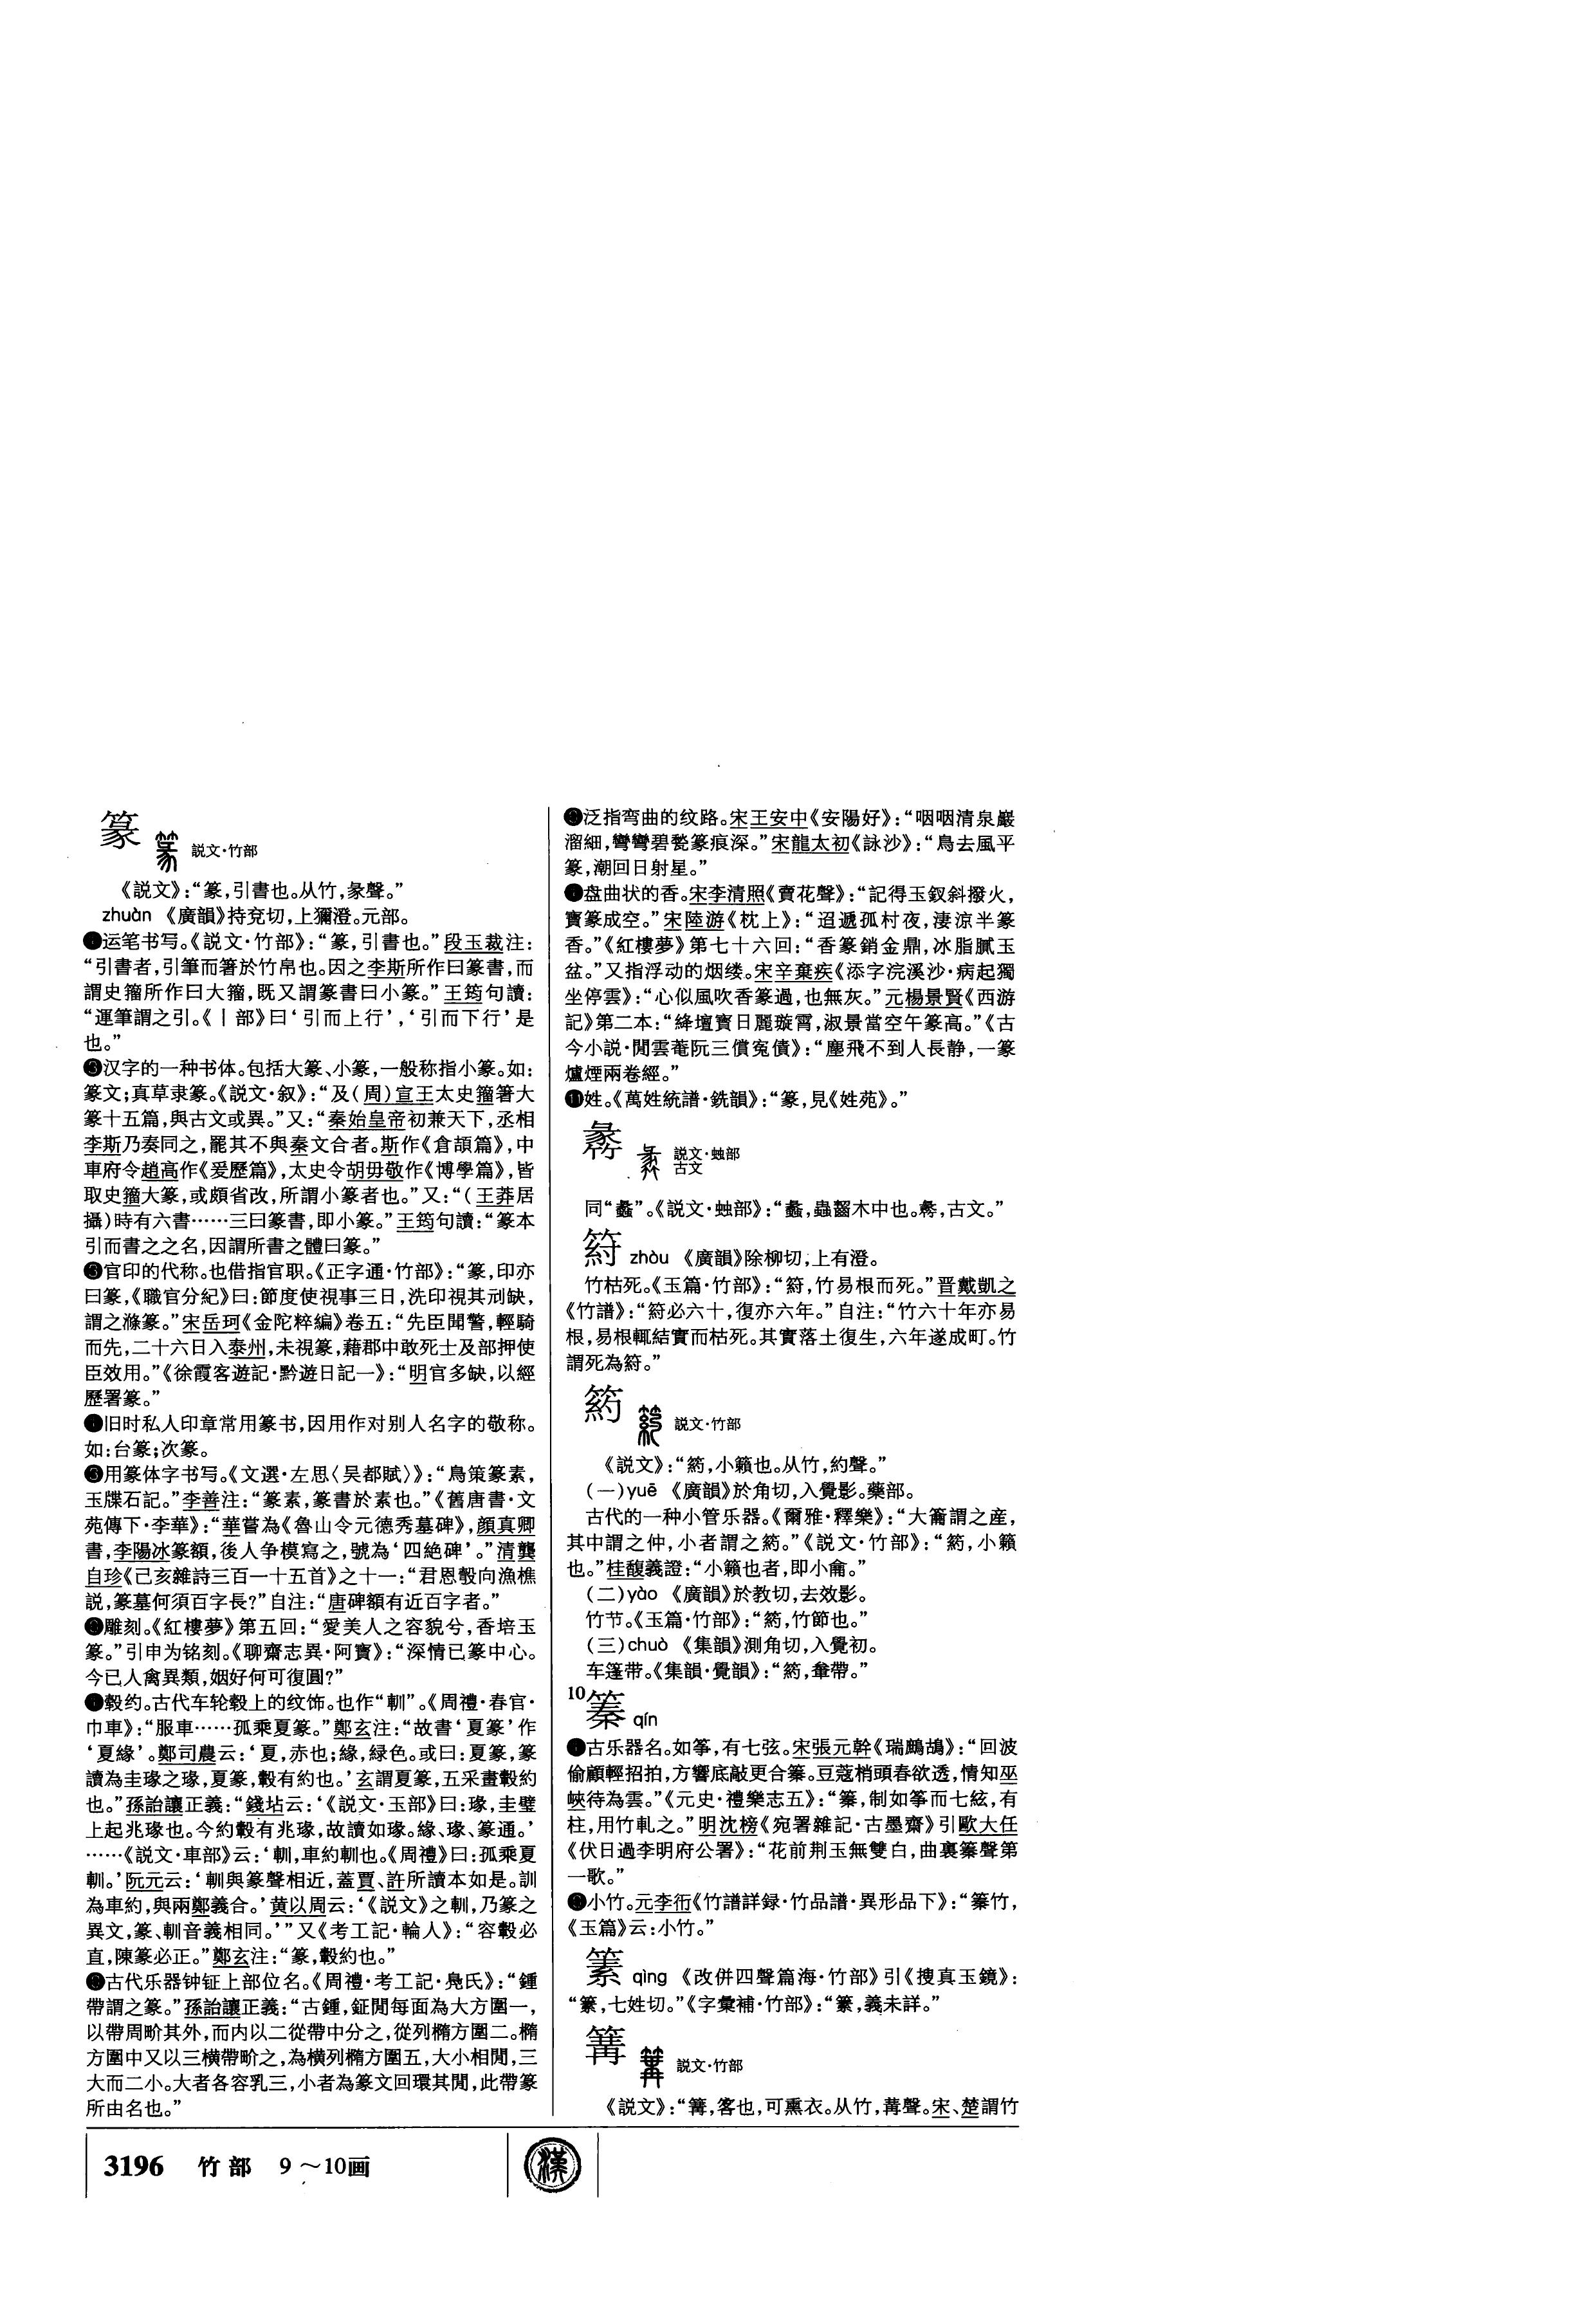 篆
説文·竹部
《説文》：“篆，引書也。从竹，彖聲。”
zhuàn 《廣韻》持兖切，上獮澄。元部。
❶运笔书写。《説文·竹部》：“篆，引書也。”段玉裁注：
“引書者，引筆而箸於竹帛也。因之李斯所作曰篆書，而
謂史籀所作曰大籀，既又謂篆書曰小篆。”王筠句讀：
“運筆謂之引。《丨部》曰‘引而上行’，‘引而下行’是
也。”
❷汉字的一种书体。包括大篆、小篆，一般称指小篆。如：
篆文；真草隶篆。《説文·叙》：“及（周）宣王太史籀箸大
篆十五篇，與古文或異。”又：“秦始皇帝初兼天下，丞相
李斯乃奏同之，罷其不與秦文合者。斯作《倉頡篇》，中
車府令趙高作《爰歷篇》，太史令胡毋敬作《博學篇》，皆
取史籀大篆，或頗省改，所謂小篆者也。”又：“（王莽居
攝）時有六書……三曰篆書，即小篆。”王筠句讀：“篆本
引而書之之名，因謂所書之體曰篆。”
❸官印的代称。也借指官职。《正字通·竹部》：“篆，印亦
曰篆，《職官分紀》曰：節度使視事三日，洗印視其刓缺，
謂之滌篆。”宋岳珂《金陀粹編》卷五：“先臣聞警，輕騎
而先，二十六日入泰州，未視篆，藉郡中敢死士及部押使
臣效用。”《徐霞客遊記·黔遊日記一》：“明官多缺，以經
歷署篆。”
❹旧时私人印章常用篆书，因用作对别人名字的敬称。
如：台篆；次篆。
❺用篆体字书写。《文選·左思〈吴都賦〉》：“鳥策篆素，
玉牒石記。”李善注：“篆素，篆書於素也。”《舊唐書·文
苑傳下·李華》：“華嘗為《魯山令元德秀墓碑》，顔真卿
書，李陽冰篆額，後人争模寫之，號為‘四絶碑’。”清龔
自珍《己亥雜詩三百一十五首》之十一：“君恩彀向漁樵
説，篆墓何須百字長？”自注：“唐碑額有近百字者。”
❻雕刻。《紅樓夢》第五回：“愛美人之容貌兮，香培玉
篆。”引申为铭刻。《聊齋志異·阿寶》：“深情已篆中心。
今已人禽異類，姻好何可復圓？”
❼毂约。古代车轮毂上的纹饰。也作“𨋢”。《周禮·春官·
巾車》：“服車……孤乘夏篆。”鄭玄注：“故書‘夏篆’作
‘夏緣’。鄭司農云：‘夏，赤也；緣，緑色。或曰：夏篆，篆
讀為圭瑑之瑑，夏篆，轂有約也。’玄謂夏篆，五采畫轂約
也。”孫詒讓正義：“錢坫云：‘《説文·玉部》曰：瑑，圭璧
上起兆瑑也。今約轂有兆瑑，故讀如瑑。緣、瑑、篆通。’
……《説文·車部》云：‘𨋢，車約𨋢也。《周禮》曰：孤乘夏
𨋢。’阮元云：‘𨋢與篆聲相近，蓋賈、許所讀本如是。訓
為車約，與兩鄭義合。’黄以周云：‘《説文》之𨋢，乃篆之
異文，篆、𨋢音義相同。’”又《考工記·輪人》：“容轂必
直，陳篆必正。”鄭玄注：“篆，轂約也。”
❽古代乐器钟钲上部位名。《周禮·考工記·鳧氏》：“鍾
帶謂之篆。”孫詒讓正義：“古鍾，鉦閒每面為大方圍一，
以帶周畍其外，而内以二從帶中分之，從列橢方圍二。橢
方圍中又以三横帶畍之，為横列橢方圍五，大小相閒，三
大而二小。大者各容乳三，小者為篆文回環其閒，此帶篆
所由名也。”
❾泛指弯曲的纹路。宋王安中《安陽好》：“咽咽清泉巖
溜細，彎彎碧甃篆痕深。”宋龍太初《詠沙》：“鳥去風平
篆，潮回日射星。”
❿盘曲状的香。宋李清照《賣花聲》：“記得玉釵斜撥火，
寶篆成空。”宋陸游《枕上》：“迢遞孤村夜，淒涼半篆
香。”《紅樓夢》第七十六回：“香篆銷金鼎，冰脂膩玉
盆。”又指浮动的烟缕。宋辛棄疾《添字浣溪沙·病起獨
坐停雲》：“心似風吹香篆過，也無灰。”元楊景賢《西游
記》第二本：“絳壇寶日麗璇霄，淑景當空午篆高。”《古
今小説·閒雲菴阮三償寃債》：“塵飛不到人長静，一篆
爐煙兩卷經。”
⓫姓。《萬姓統譜·銑韻》：“篆，見《姓苑》。”
説文·䖵部
古文
同“蠡”。《説文·䖵部》：“蠡，蟲齧木中也。，古文。”
zhòu 《廣韻》除柳切，上有澄。
竹枯死。《玉篇·竹部》：“䈙，竹易根而死。”晋戴凱之
《竹譜》：“䈙必六十，復亦六年。”自注：“竹六十年亦易
根，易根輒結實而枯死。其實落土復生，六年遂成町。竹
謂死為䈙。”
箹
説文·竹部
《説文》：“箹，小籟也。从竹，約聲。”
（一）yuē 《廣韻》於角切，入覺影。藥部。
古代的一种小管乐器。《爾雅·釋樂》：“大籥謂之産，
其中謂之仲，小者謂之箹。”《説文·竹部》：“箹，小籟
也。”桂馥義證：“小籟也者，即小龠。”
（二）yào 《廣韻》於教切，去效影。
竹节。《玉篇·竹部》：“箹，竹節也。”
（三）chuò 《集韻》測角切，入覺初。
车篷带。《集韻·覺韻》：“箹，軬帶。”
10 䈥 qín
❶古乐器名。如筝，有七弦。宋張元幹《瑞鷓鴣》：“回波
偷顧輕招拍，方響底敲更合䈥。豆蔻梢頭春欲透，情知巫
峽待為雲。”《元史·禮樂志五》：“䈥，制如筝而七絃，有
柱，用竹軋之。”明沈榜《宛署雜記·古墨齋》引歐大任
《伏日過李明府公署》：“花前荆玉無雙白，曲裏䈥聲第
一歌。”
❷小竹。元李衎《竹譜詳録·竹品譜·異形品下》：“䈥竹，
《玉篇》云：小竹。”
qìng 《改併四聲篇海·竹部》引《搜真玉鏡》：
“，七姓切。”《字彙補·竹部》：“，義未詳。”
篝
説文·竹部
《説文》：“篝，客也，可熏衣。从竹，冓聲。宋、楚謂竹
3196 竹部 9～10画
漢